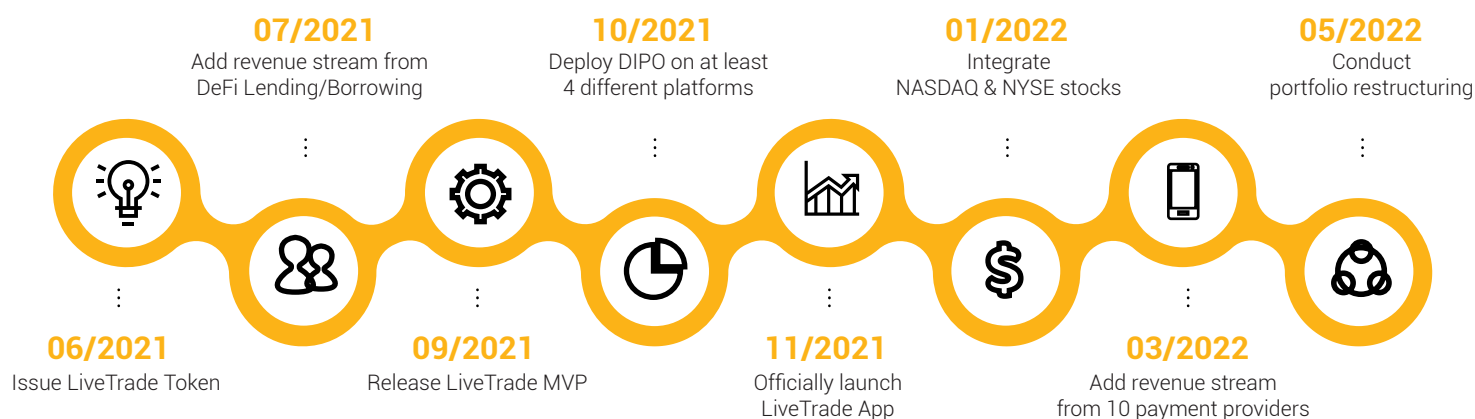 07/2021
Add revenue stream from
DeFi Lending/Borrowing
10/2021
Deploy DIPO on at least
4 different platforms
01/2022
Integrate
NASDAQ & NYSE stocks
05/2022
Conduct
portfolio restructuring
06/2021
Issue LiveTrade Token
09/2021
Release LiveTrade MVP
11/2021
Officially launch
LiveTrade App
03/2022
Add revenue stream
from 10 payment providers